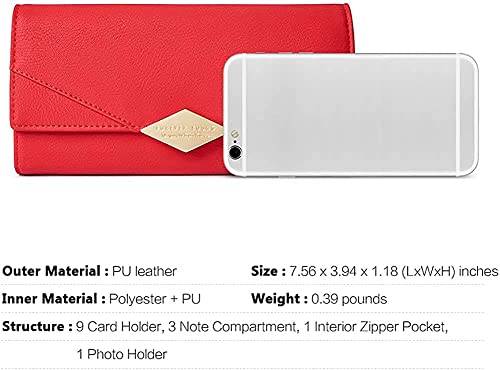 Outer Material : PU leather
Size : 7.56 x 3.94 x 1.18 (LxWxH) inches
Inner Material : Polyester + PU
Weight : 0.39 pounds
Structure : 9 Card Holder, 3 Note Compartment, 1 Interior Zipper Pocket,
1 Photo Holder